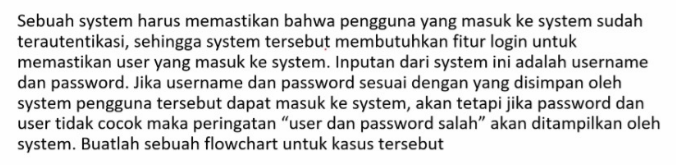 Sebuah system harus memastikan bahwa pengguna yang masuk ke system sudah
terautentikasi, sehingga system tersebut membutuhkan fitur login untuk
memastikan user yang masuk ke system. Inputan dari system ini adalah username
dan password. Jika username dan password sesuai dengan yang disimpan oleh
system pengguna tersebut dapat masuk ke system, akan tetapi jika password dan
user tidak cocok maka peringatan “user dan password salah” akan ditampilkan oleh
system. Buatlah sebuah flowchart untuk kasus tersebut